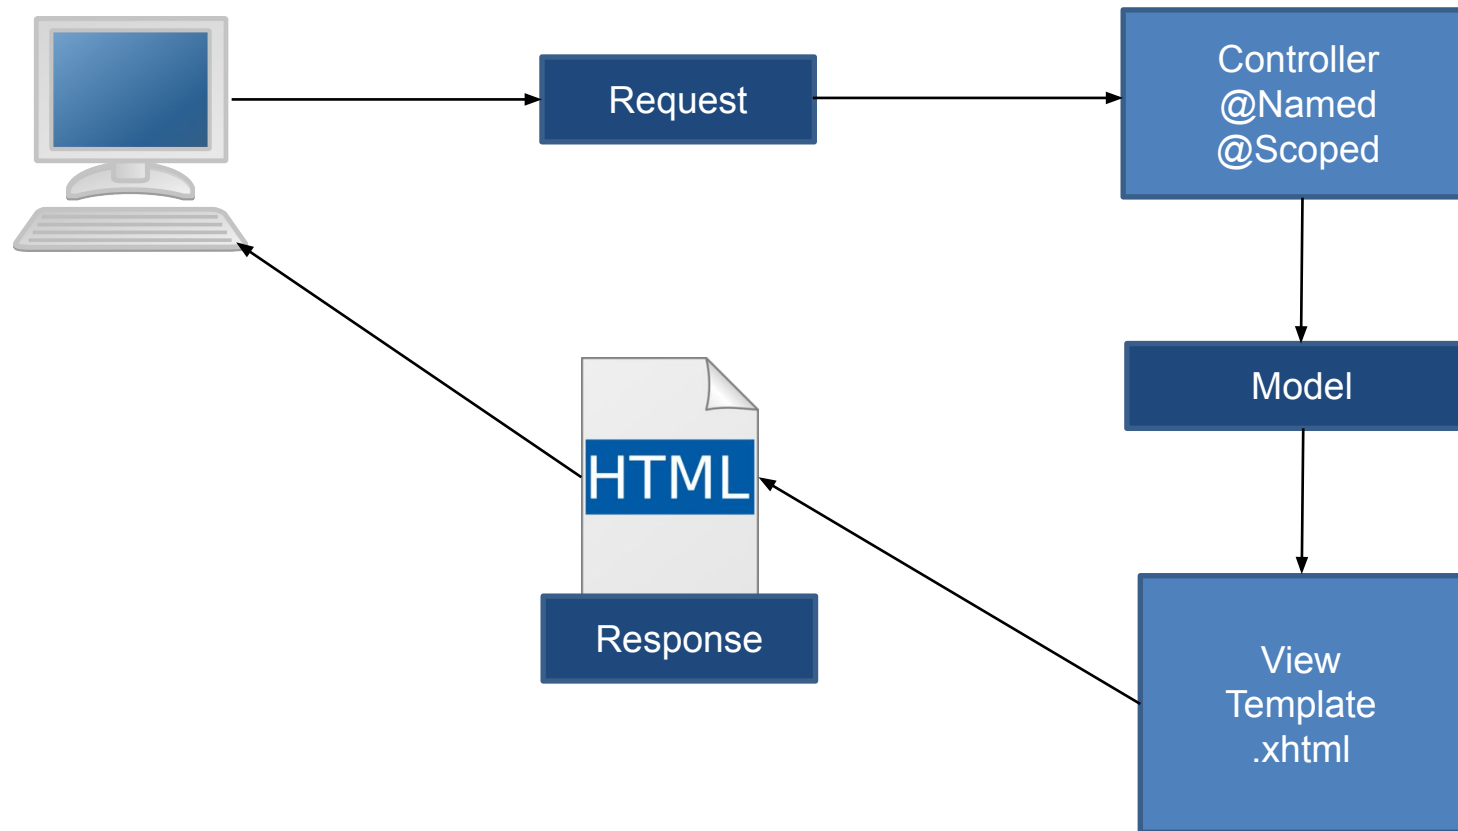 Request
Controller
@Named
@Scoped
Model
HTML
Response
View
Template
.xhtml